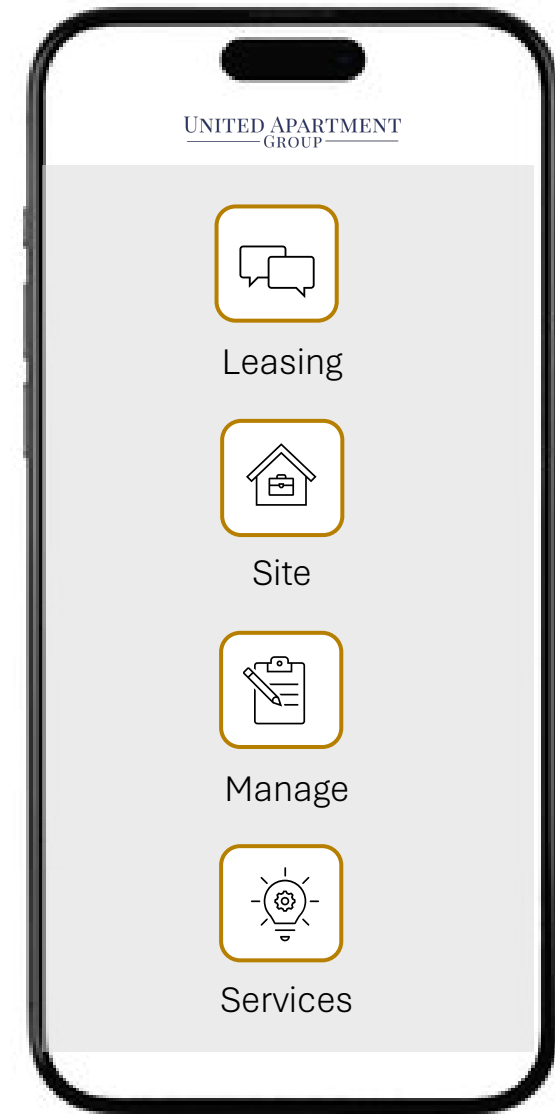 UNITED APARTMENT
GROUP
Leasing
Site
Manage
Services